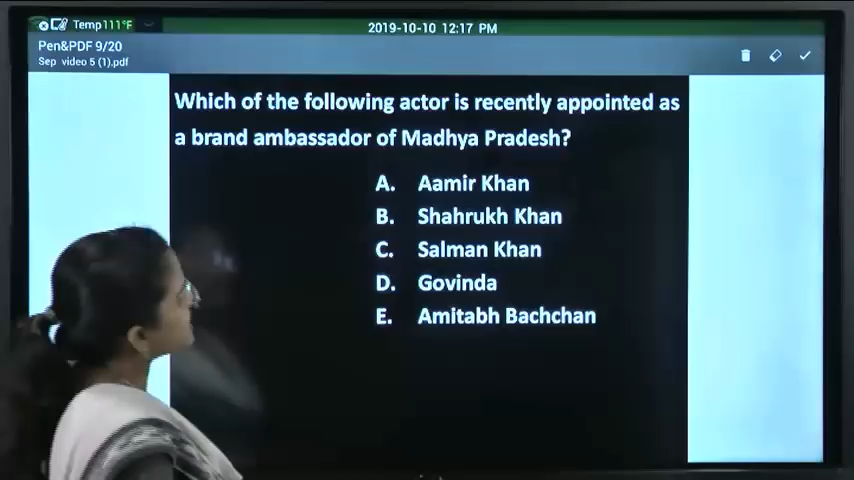 Temp 111°F
2019-10-10 12:17 PM
Pen&PDF 9/20
Sep video 5 (1).pdf
Which of the following actor is recently appointed as
a brand ambassador of Madhya Pradesh?
A. Aamir Khan
B. Shahrukh Khan
C. Salman Khan
D. Govinda
E. Amitabh Bachchan